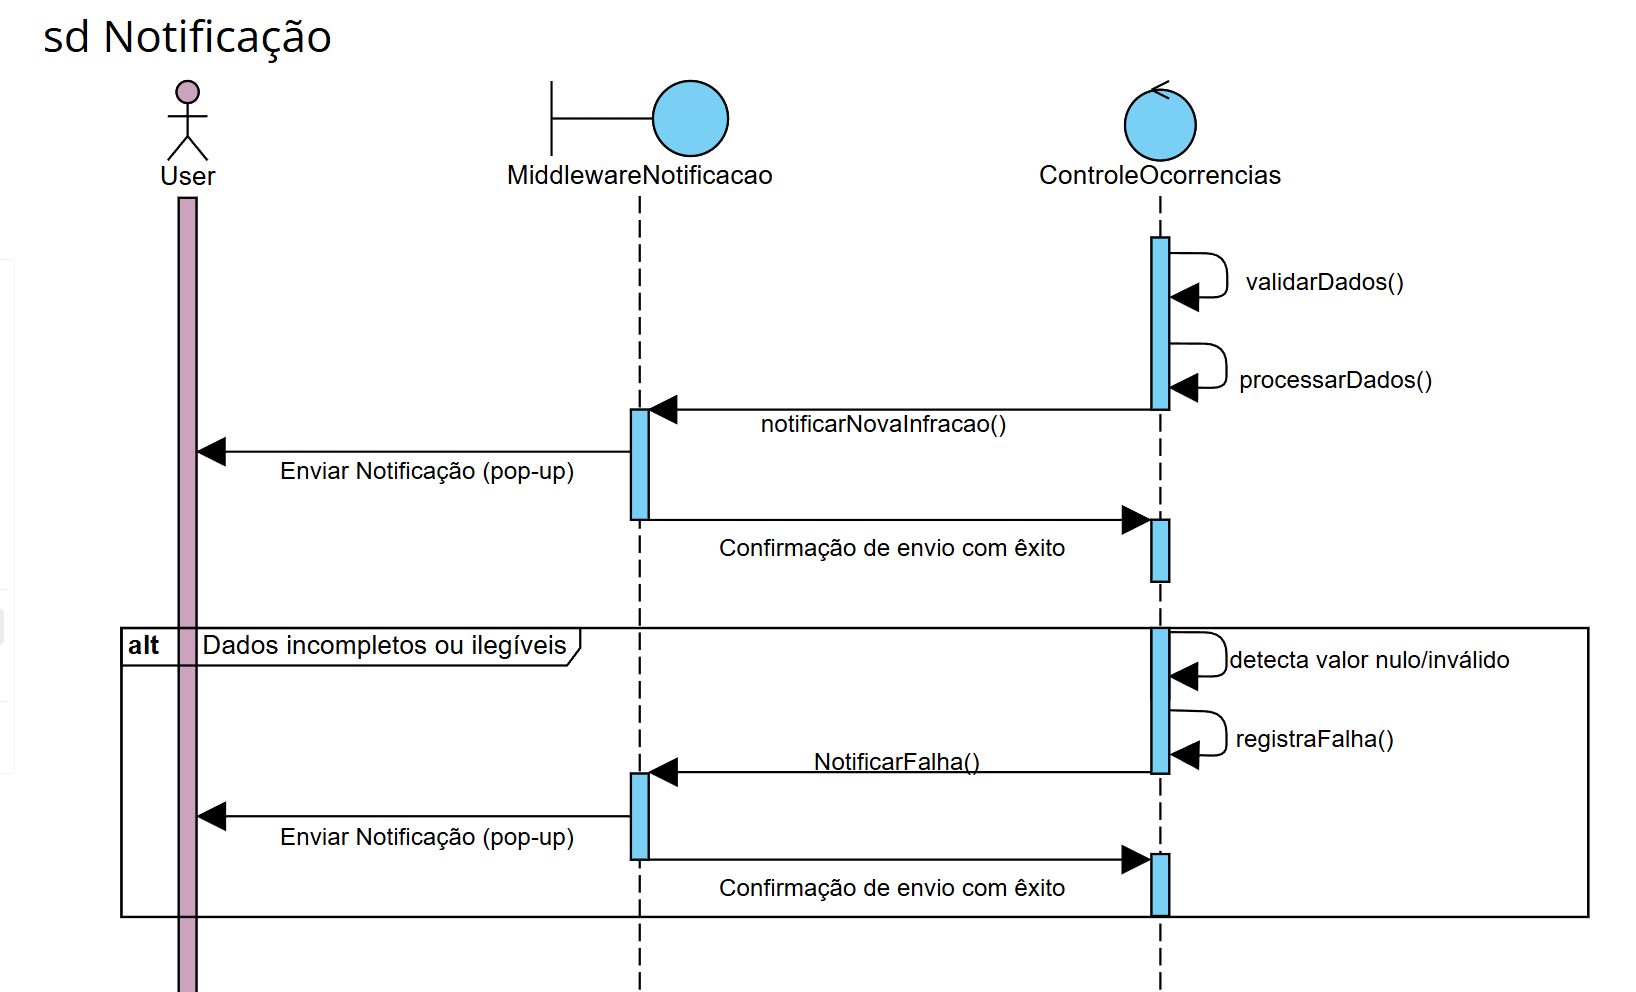 sd Notificação
User
MiddlewareNotificacao
ControleOcorrencias
validarDados()
processarDados()
notificarNovaInfracao()
Enviar Notificação (pop-up)
Confirmação de envio com êxito
alt
Dados incompletos ou ilegíveis
detecta valor nulo/inválido
registraFalha()
NotificarFalha()
Enviar Notificação (pop-up)
Confirmação de envio com êxito